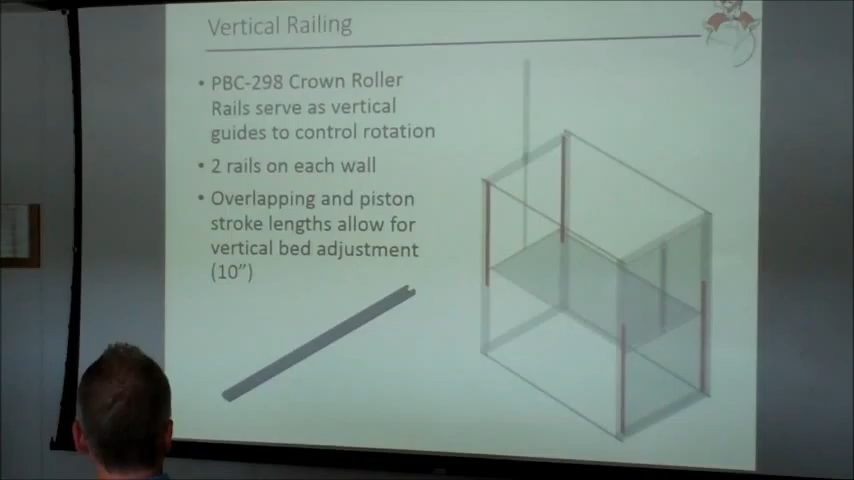 Vertical Railing
• PBC-298 Crown Roller
Rails serve as vertical
guides to control rotation
• 2 rails on each wall
• Overlapping and piston
stroke lengths allow for
vertical bed adjustment
(10”)